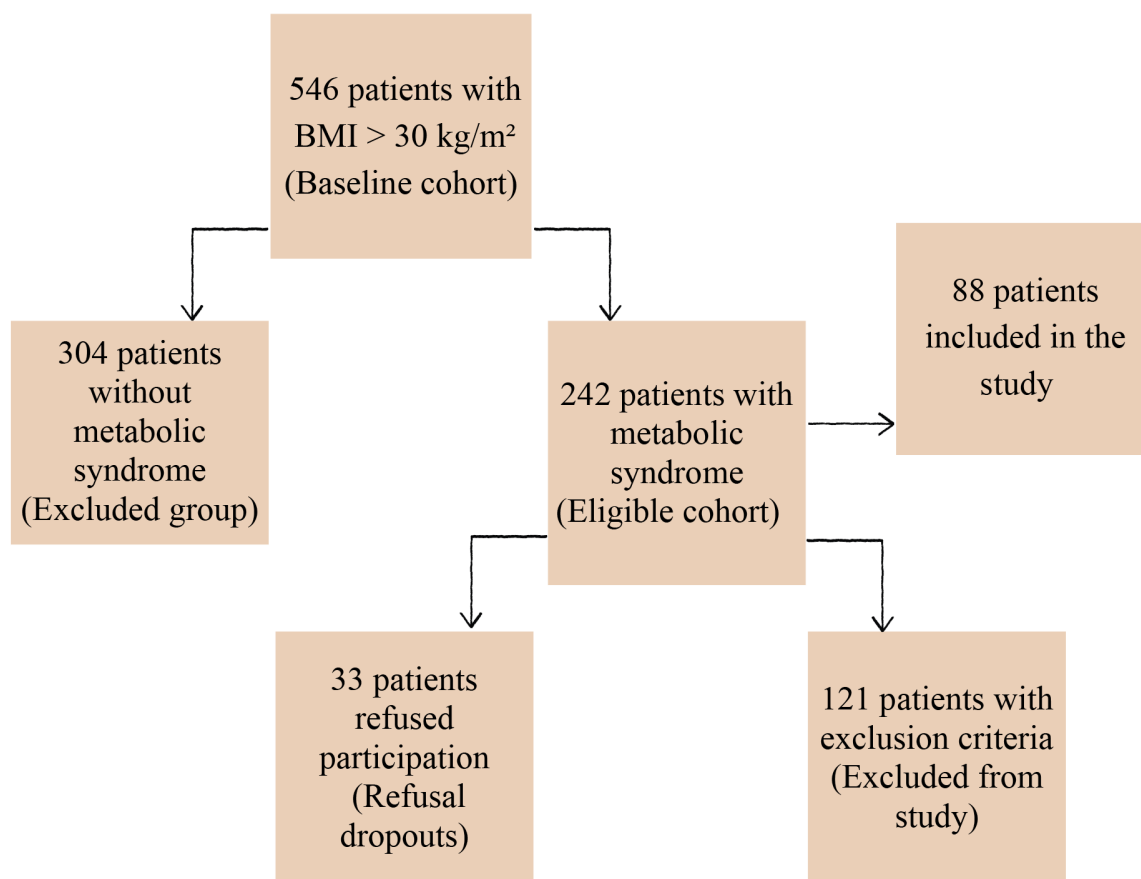 546 patients with
BMI > 30 kg/m²
(Baseline cohort)
304 patients
without
metabolic
syndrome
(Excluded group)
242 patients with
metabolic
syndrome
(Eligible cohort)
88 patients
included in the
study
33 patients
refused
participation
(Refusal
dropouts)
121 patients with
exclusion criteria
(Excluded from
study)